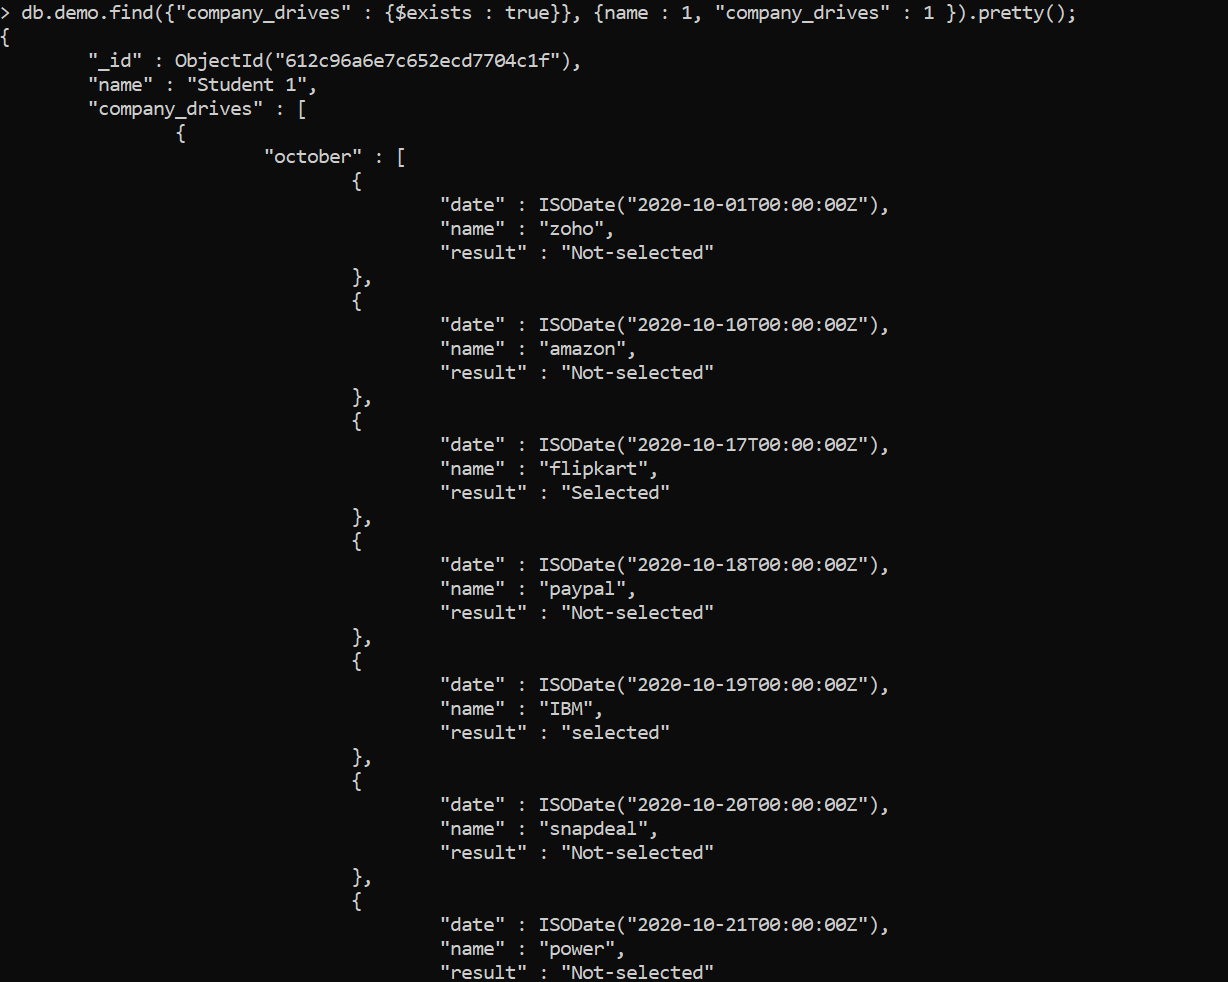 > db.demo.find({"company_drives" : {$exists : true}}, {name : 1, "company_drives" : 1 }).pretty();
{
        "_id" : ObjectId("612c96a6e7c652ecd7704c1f"),
        "name" : "Student 1",
        "company_drives" : [
                {
                        "october" : [
                                {
                                        "date" : ISODate("2020-10-01T00:00:00Z"),
                                        "name" : "zoho",
                                        "result" : "Not-selected"
                                },
                                {
                                        "date" : ISODate("2020-10-10T00:00:00Z"),
                                        "name" : "amazon",
                                        "result" : "Not-selected"
                                },
                                {
                                        "date" : ISODate("2020-10-17T00:00:00Z"),
                                        "name" : "flipkart",
                                        "result" : "Selected"
                                },
                                {
                                        "date" : ISODate("2020-10-18T00:00:00Z"),
                                        "name" : "paypal",
                                        "result" : "Not-selected"
                                },
                                {
                                        "date" : ISODate("2020-10-19T00:00:00Z"),
                                        "name" : "IBM",
                                        "result" : "selected"
                                },
                                {
                                        "date" : ISODate("2020-10-20T00:00:00Z"),
                                        "name" : "snapdeal",
                                        "result" : "Not-selected"
                                },
                                {
                                        "date" : ISODate("2020-10-21T00:00:00Z"),
                                        "name" : "power",
                                        "result" : "Not-selected"